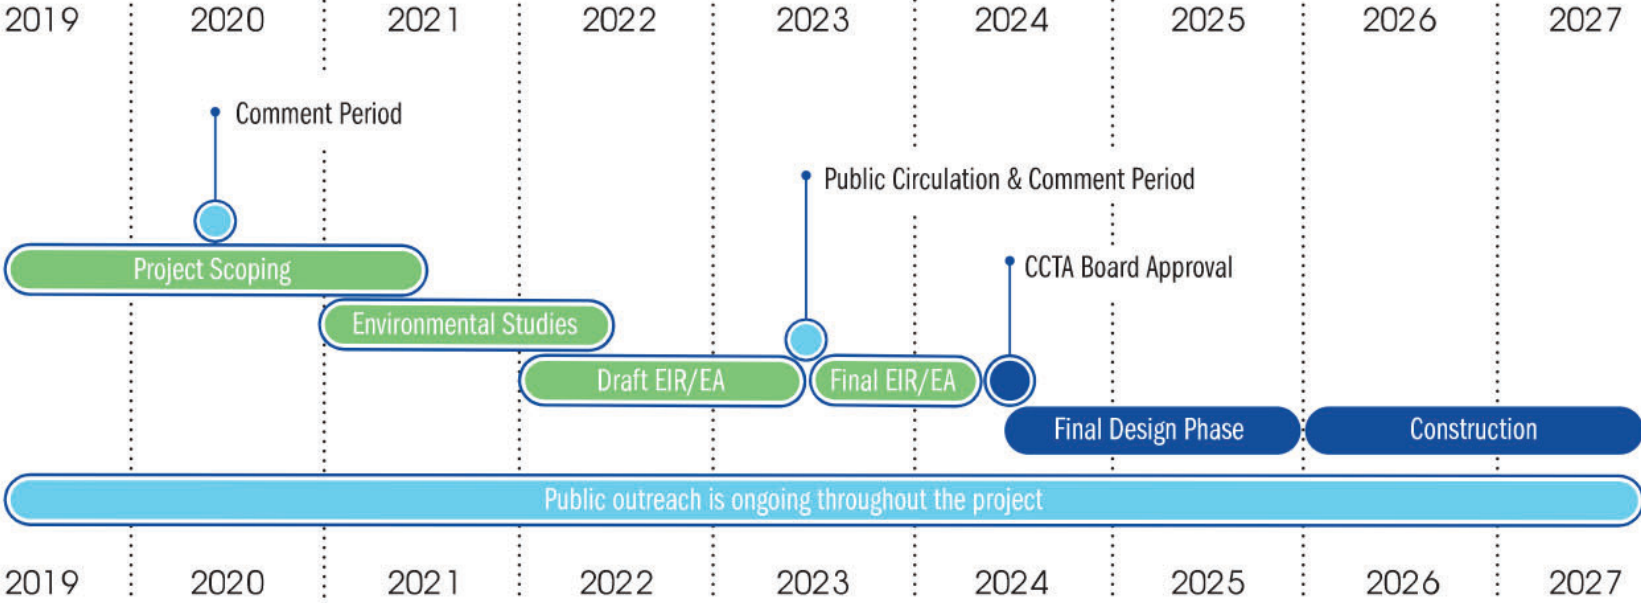 2019 2020 2021 2022 2023 2024 2025 2026 2027
Comment Period
Public Circulation & Comment Period
CCTA Board Approval
Project Scoping
Environmental Studies
Draft EIR/EA
Final EIR/EA
Final Design Phase
Construction
Public outreach is ongoing throughout the project
2019 2020 2021 2022 2023 2024 2025 2026 2027